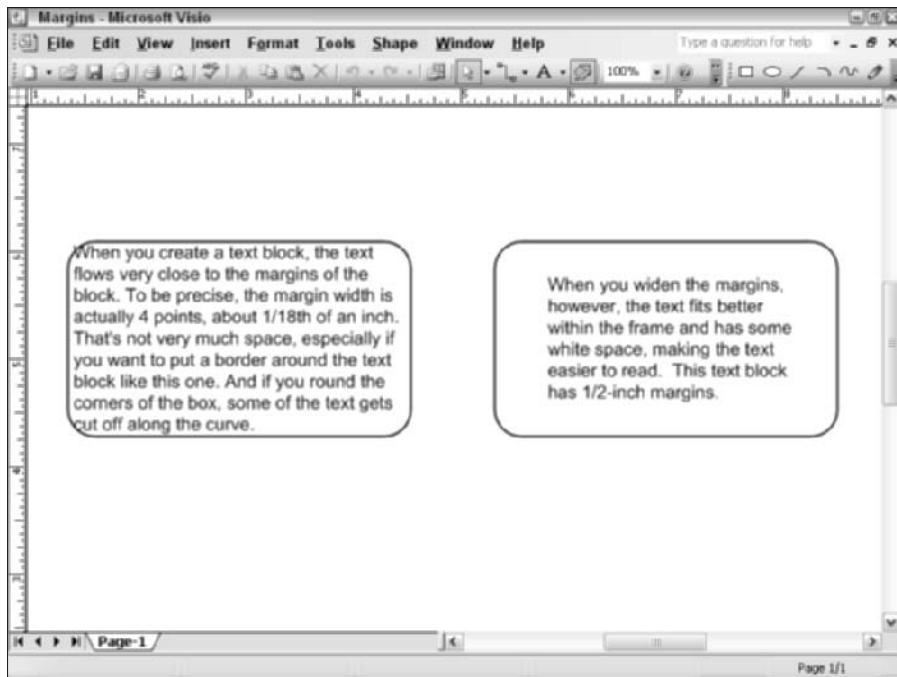 Margins - Microsoft Visio
File Edit View Insert Format Tools Shape Window Help Type a question for help
100%
When you create a text block, the text
flows very close to the margins of the
block. To be precise, the margin width is
actually 4 points, about 1/18th of an inch.
That's not very much space, especially if
you want to put a border around the text
block like this one. And if you round the
corners of the box, some of the text gets
cut off along the curve.
When you widen the margins,
however, the text fits better
within the frame and has some
white space, making the text
easier to read.  This text block
has 1/2-inch margins.
Page-1
Page 1/1